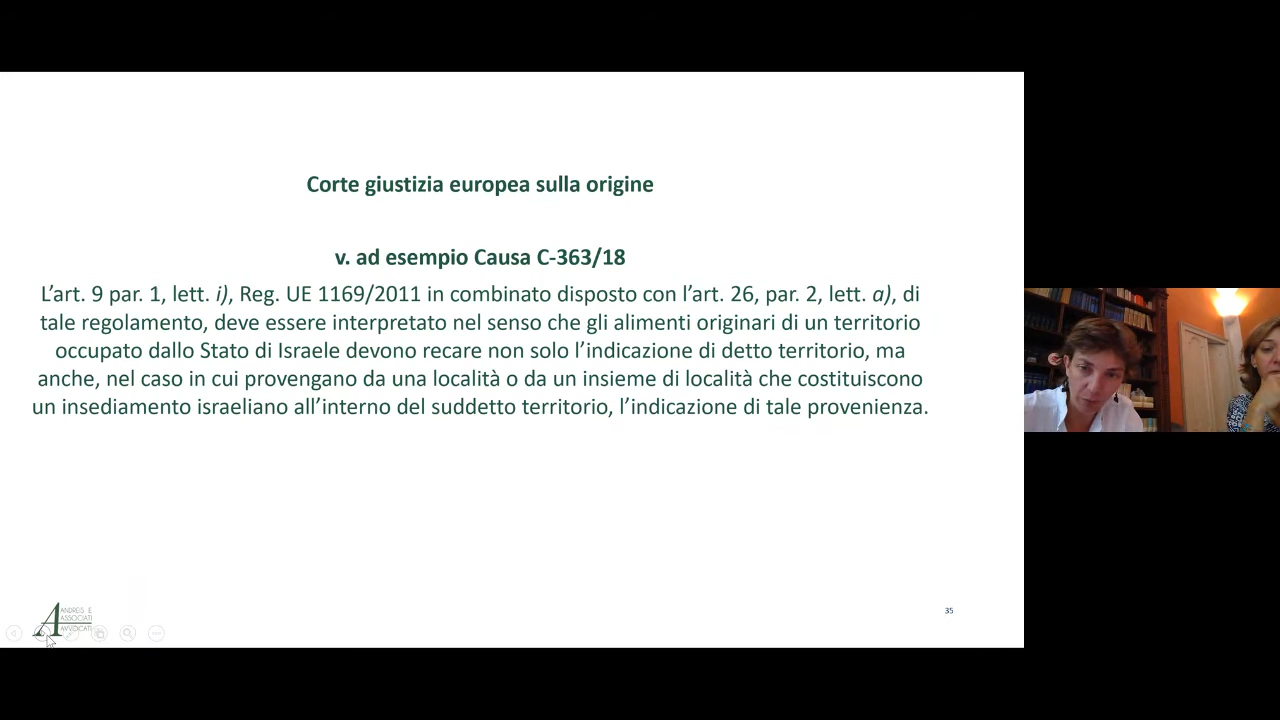 Corte giustizia europea sulla origine
v. ad esempio Causa C-363/18
L’art. 9 par. 1, lett. i), Reg. UE 1169/2011 in combinato disposto con l’art. 26, par. 2, lett. a), di
tale regolamento, deve essere interpretato nel senso che gli alimenti originari di un territorio
occupato dallo Stato di Israele devono recare non solo l’indicazione di detto territorio, ma
anche, nel caso in cui provengano da una località o da un insieme di località che costituiscono
un insediamento israeliano all’interno del suddetto territorio, l’indicazione di tale provenienza.
ANDREIS E
ASSOCIATI
AVVOCATI
35